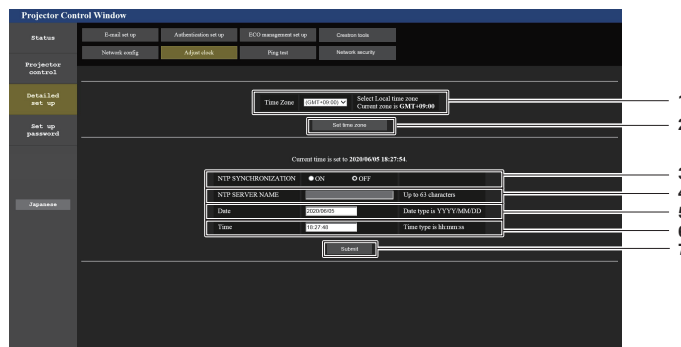 Projector Control Window
Status
E-mail set up
Authentication set up
ECO management set up
Creston tools
Network config
Adjust clock
Ping test
Network security
Projector
control
Detailed
set up
Set up
password
Japanese
Time Zone
(GMT+09:00)
Select Local time zone
Current zone is GMT+09:00
1
Set time zone
2
Current time is set to 2020/06/05 18:27:54.
NTP SYNCHRONIZATION
ON
OFF
3
NTP SERVER NAME
Up to 63 characters
4
Date
2020/06/05
Date type is YYYY/MM/DD
5
Time
18:27:48
Time type is hh:mm:ss
6
Submit
7